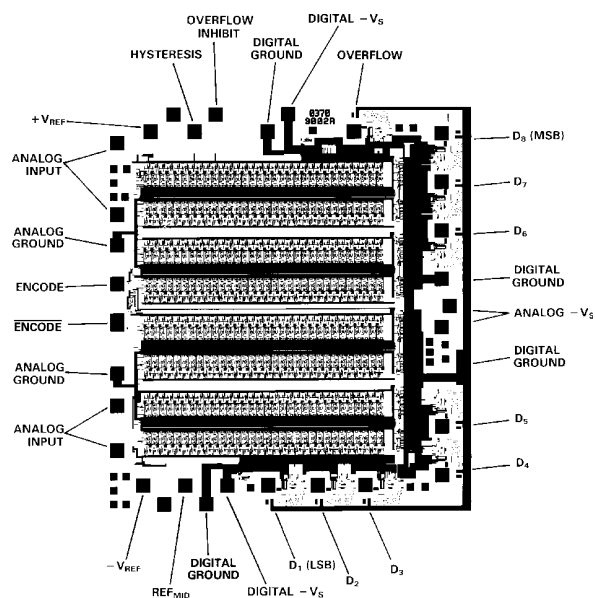 OVERFLOW
INHIBIT
DIGITAL –VS
HYSTERESIS
DIGITAL
GROUND
OVERFLOW
+VREF
0370
9002A
D8 (MSB)
ANALOG
INPUT
D7
ANALOG
GROUND
D6
ENCODE
DIGITAL
GROUND
ENCODE
ANALOG –VS
ANALOG
GROUND
DIGITAL
GROUND
ANALOG
INPUT
D5
D4
–VREF
REFMID
DIGITAL
GROUND
DIGITAL –VS
D1 (LSB)
D2
D3